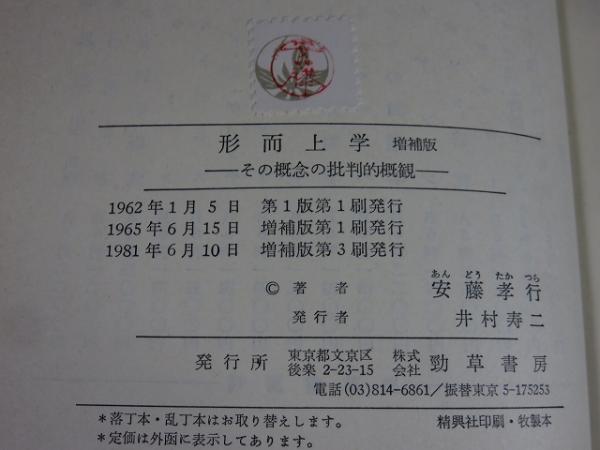 形而上学 増補版
──その概念の批判的概観──
1962年1月5日 第1版第1刷発行
1965年6月15日 増補版第1刷発行
1981年6月10日 増補版第3刷発行
あん どう たか つら
© 著者 安藤孝行
発行者 井村寿二
発行所 東京都文京区後楽2-23-15 株式会社 勁草書房
電話(03)814-6861/振替東京5-175253
*落丁本・乱丁本はお取り替えします。 精興社印刷・牧製本
*定価は外函に表示してあります。